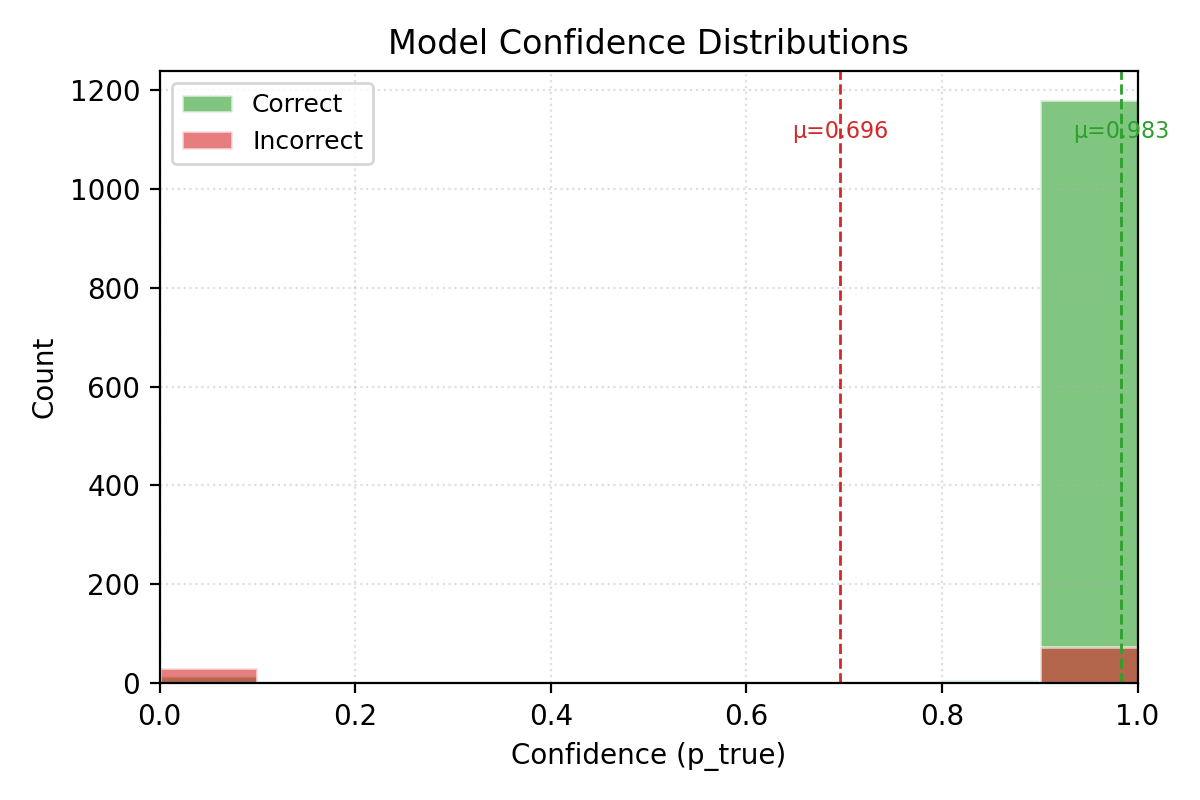 Model Confidence Distributions
Correct
Incorrect
μ=0.696
μ=0.983
1200
1000
800
600
400
200
0
Count
0.0 0.2 0.4 0.6 0.8 1.0
Confidence (p_true)